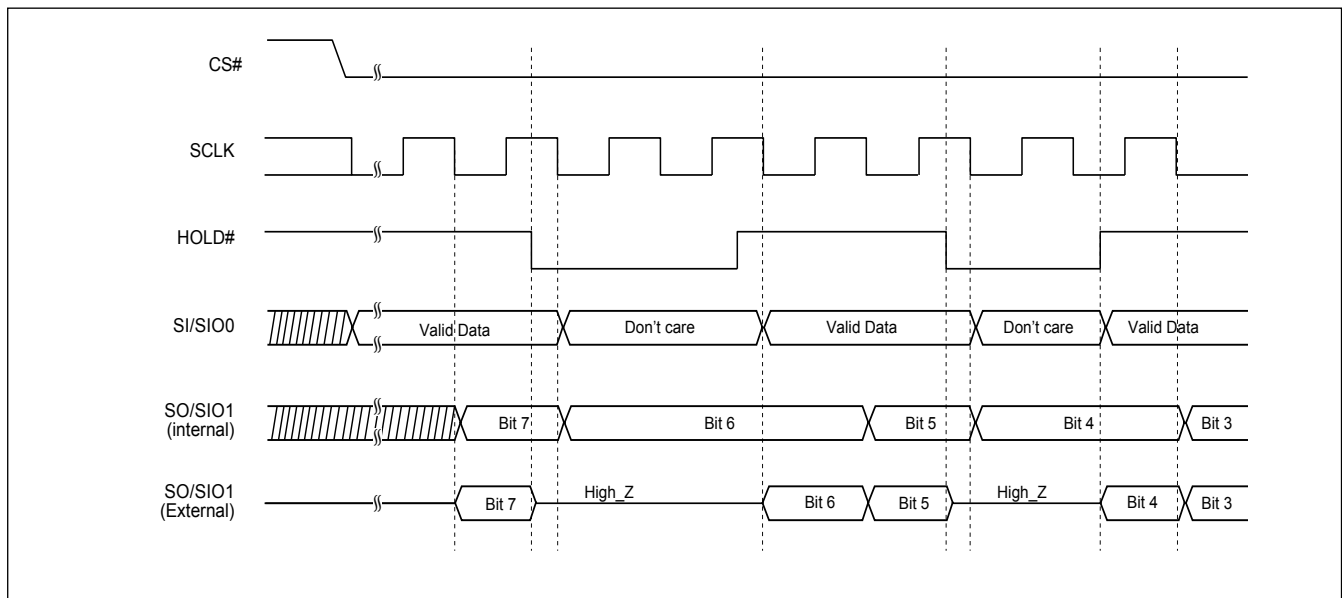 CS#
SCLK
HOLD#
SI/SIO0
Valid Data
Don't care
Valid Data
Don't care
Valid Data
SO/SIO1
(internal)
Bit 7
Bit 6
Bit 5
Bit 4
Bit 3
SO/SIO1
(External)
Bit 7
High_Z
Bit 6
Bit 5
High_Z
Bit 4
Bit 3